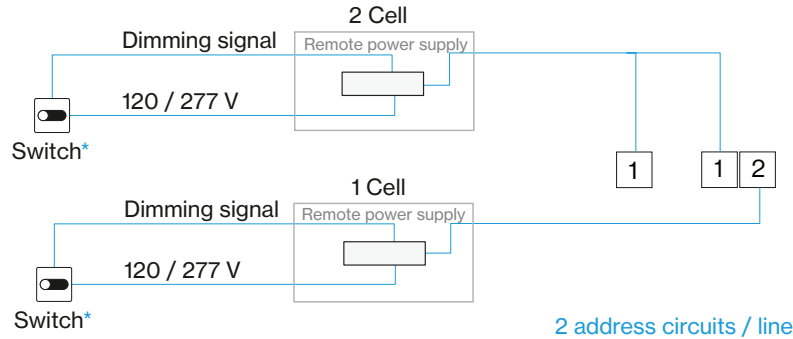 2 Cell
Dimming signal
Remote power supply
120 / 277 V
Switch*
1
1 2
1 Cell
Dimming signal
Remote power supply
120 / 277 V
Switch*
2 address circuits / line